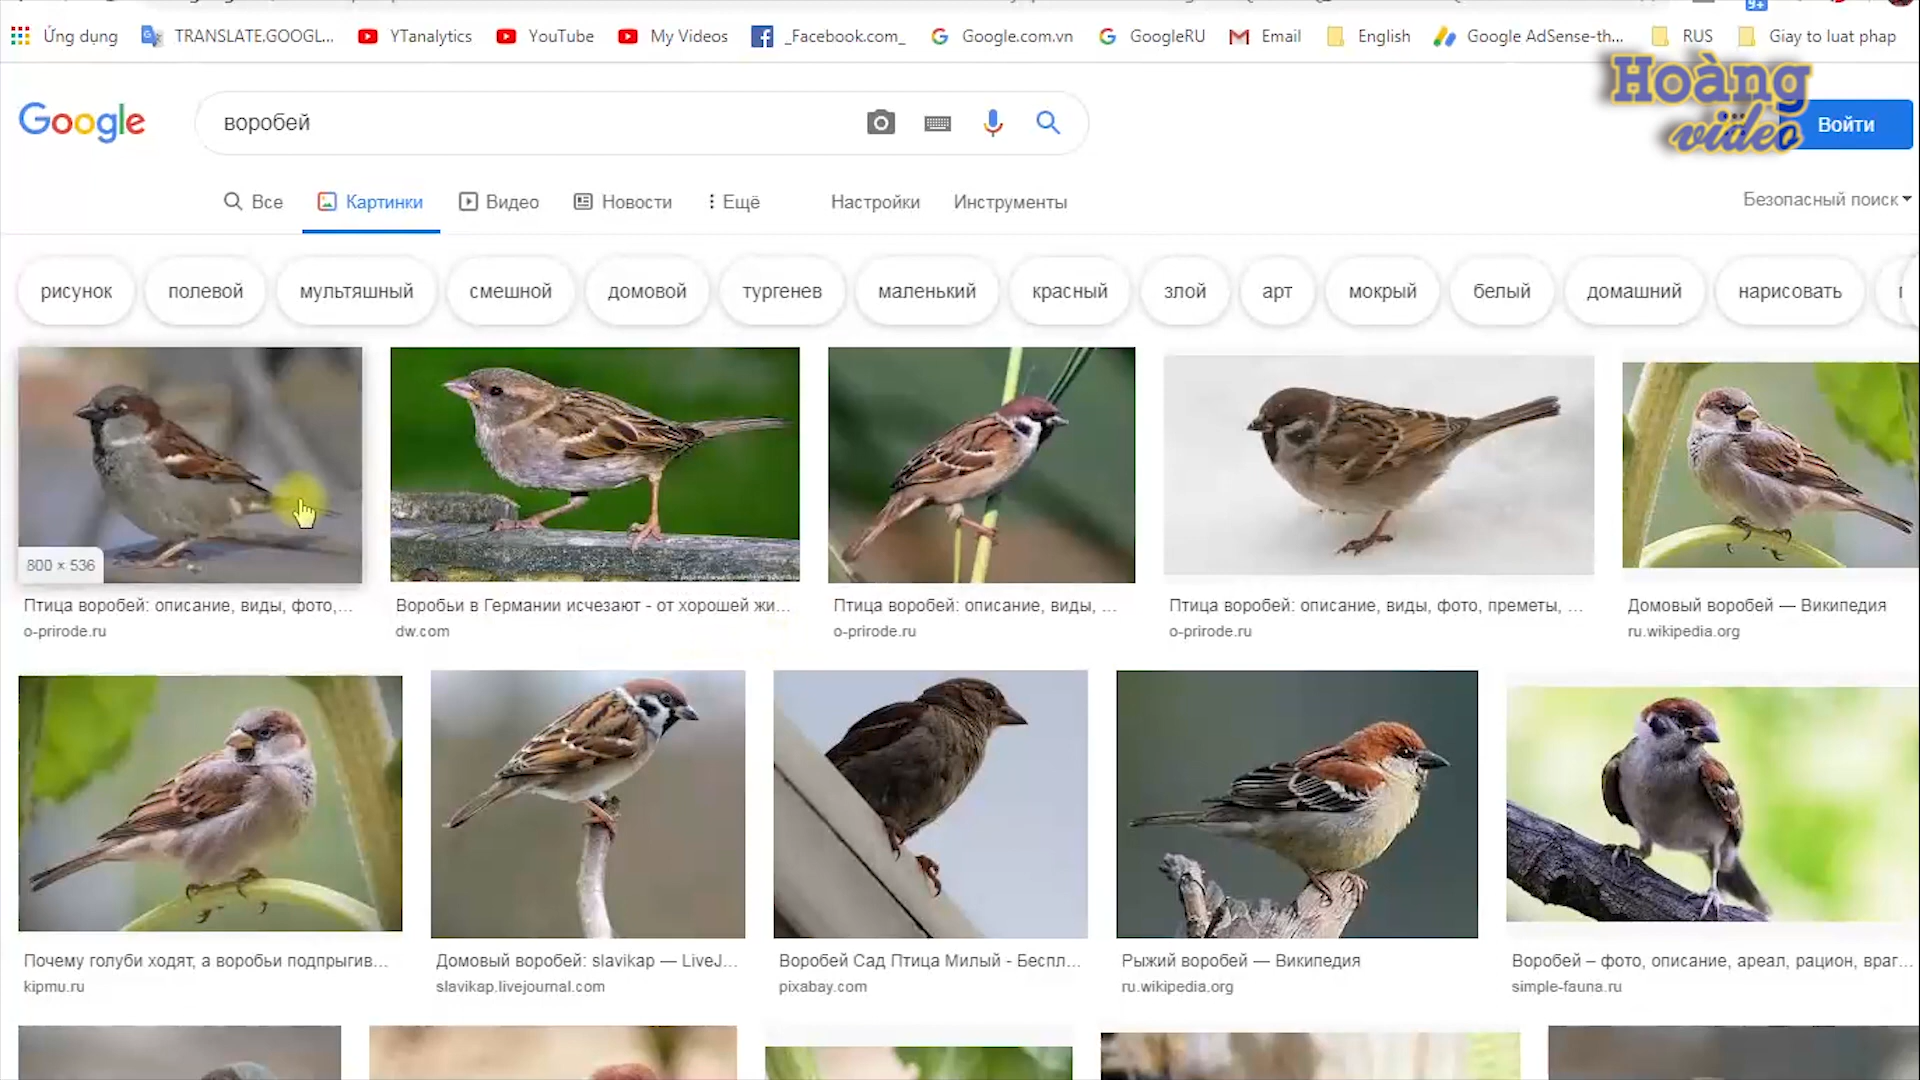 9+
Ứng dụng TRANSLATE.GOOGL... YTanalytics YouTube My Videos _Facebook.com_ Google.com.vn GoogleRU Email English Google AdSense-th... RUS Giay to luat phap
Hoàng
video
Google воробей Войти
Все Картинки Видео Новости Ещё Настройки Инструменты Безопасный поиск
рисунок полевой мультяшный смешной домовой тургенев маленький красный злой арт мокрый белый домашний нарисовать
800 × 536
Птица воробей: описание, виды, фото,... Воробьи в Германии исчезают - от хорошей жи... Птица воробей: описание, виды, ... Птица воробей: описание, виды, фото, преметы, ... Домовый воробей — Википедия
o-prirode.ru dw.com o-prirode.ru o-prirode.ru ru.wikipedia.org
Почему голуби ходят, а воробьи подпрыгив... Домовый воробей: slavikap — LiveJ... Воробей Сад Птица Милый - Беспл... Рыжий воробей — Википедия Воробей – фото, описание, ареал, рацион, враг...
kipmu.ru slavikap.livejournal.com pixabay.com ru.wikipedia.org simple-fauna.ru